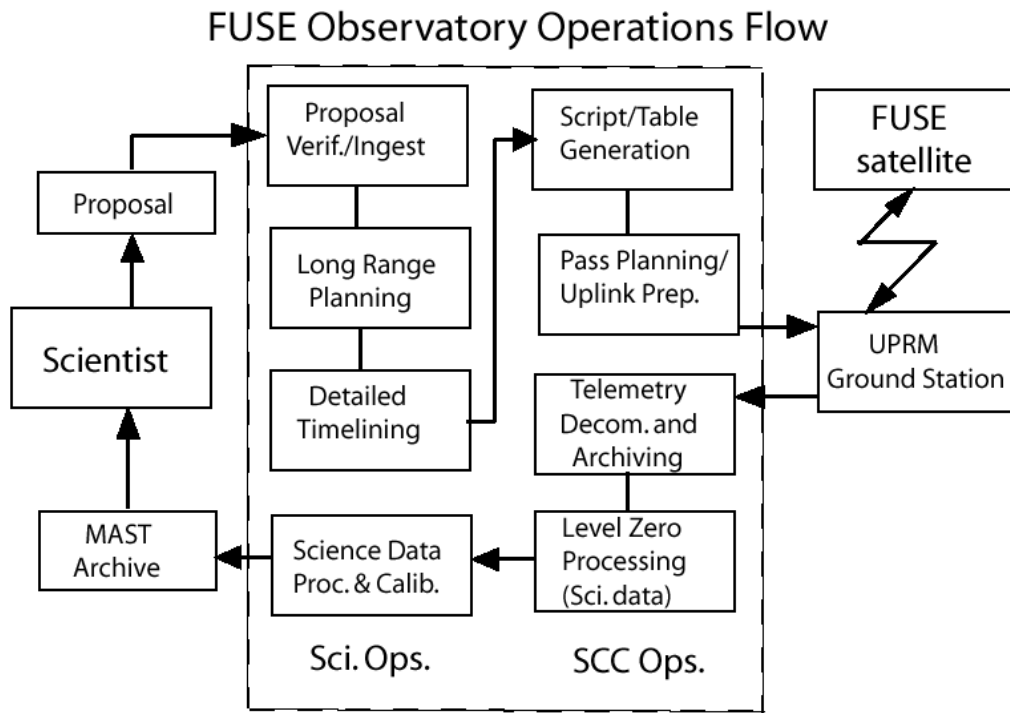 FUSE Observatory Operations Flow
Proposal
Verif./Ingest
Script/Table
Generation
FUSE
satellite
Proposal
Long Range
Planning
Pass Planning/
Uplink Prep.
Scientist
UPRM
Ground Station
Detailed
Timelining
Telemetry
Decom. and
Archiving
MAST
Archive
Science Data
Proc. & Calib.
Level Zero
Processing
(Sci. data)
Sci. Ops.
SCC Ops.